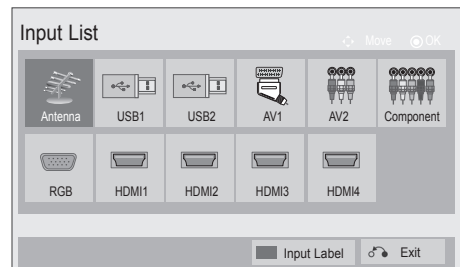 Input List
Move OK
Antenna USB1 USB2 AV1 AV2 Component
RGB HDMI1 HDMI2 HDMI3 HDMI4
Input Label Exit